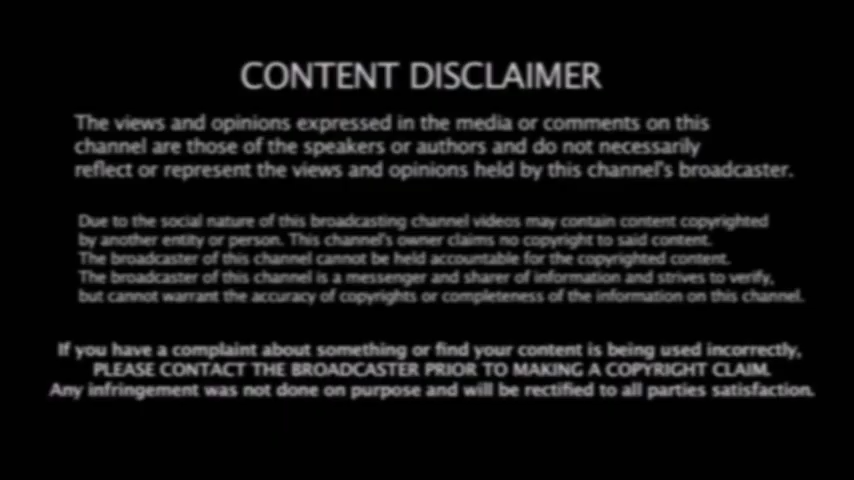 CONTENT DISCLAIMER
The views and opinions expressed in the media or comments on this
channel are those of the speakers or authors and do not necessarily
reflect or represent the views and opinions held by this channel's broadcaster.
Due to the social nature of this broadcasting channel videos may contain content copyrighted
by another entity or person. This channel's owner claims no copyright to said content.
The broadcaster of this channel cannot be held accountable for the copyrighted content.
The broadcaster of this channel is a messenger and sharer of information and strives to verify,
but cannot warrant the accuracy of copyrights or completeness of the information on this channel.
If you have a complaint about something or find your content is being used incorrectly,
PLEASE CONTACT THE BROADCASTER PRIOR TO MAKING A COPYRIGHT CLAIM.
Any infringement was not done on purpose and will be rectified to all parties satisfaction.